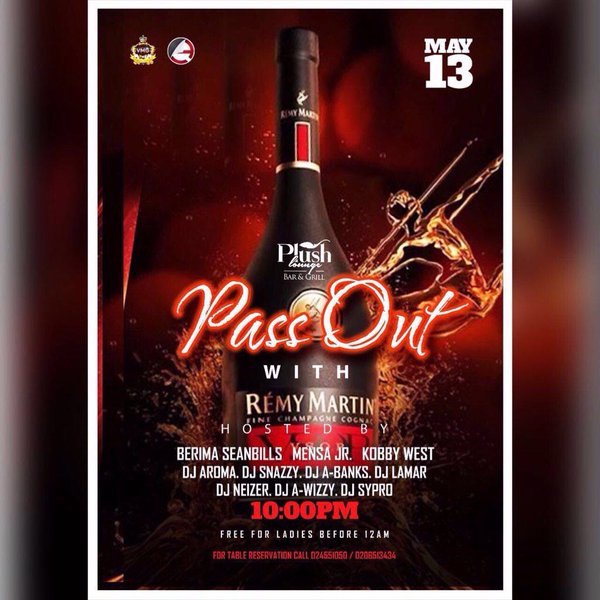 VMG
MAY
13
RÉMY MARTIN
Plush
lounge
BAR & GRILL
Pass Out
WITH
RÉMY MARTIN
FINE CHAMPAGNE COGNAC
V.S.O.P
HOSTED BY
BERIMA SEANBILLS MENSA JR. KOBBY WEST
DJ AROMA. DJ SNAZZY. DJ A-BANKS. DJ LAMAR
DJ NEIZER. DJ A-WIZZY. DJ SYPRO
10:00PM
FREE FOR LADIES BEFORE 12AM
FOR TABLE RESERVATION CALL 024551050 / 0206513434